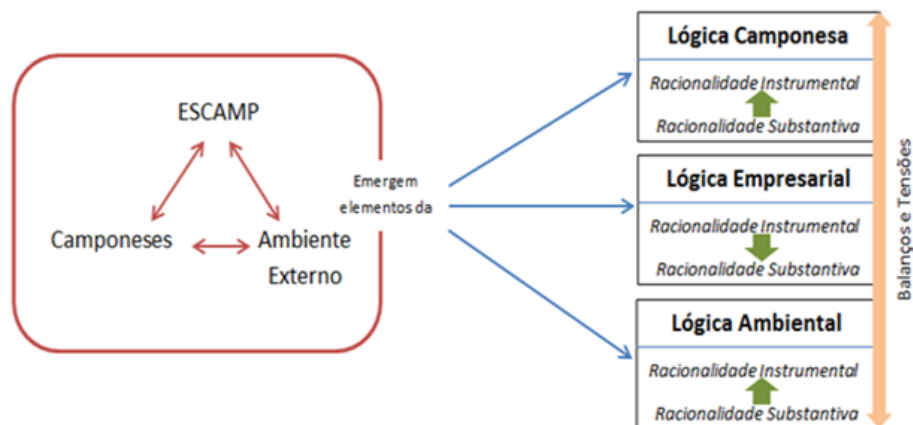 ESCAMP
Camponeses
Ambiente
Externo
Emergem
elementos da
Lógica Camponesa
Racionalidade Instrumental
Racionalidade Substantiva
Lógica Empresarial
Racionalidade Instrumental
Racionalidade Substantiva
Lógica Ambiental
Racionalidade Instrumental
Racionalidade Substantiva
Balanços e Tensões